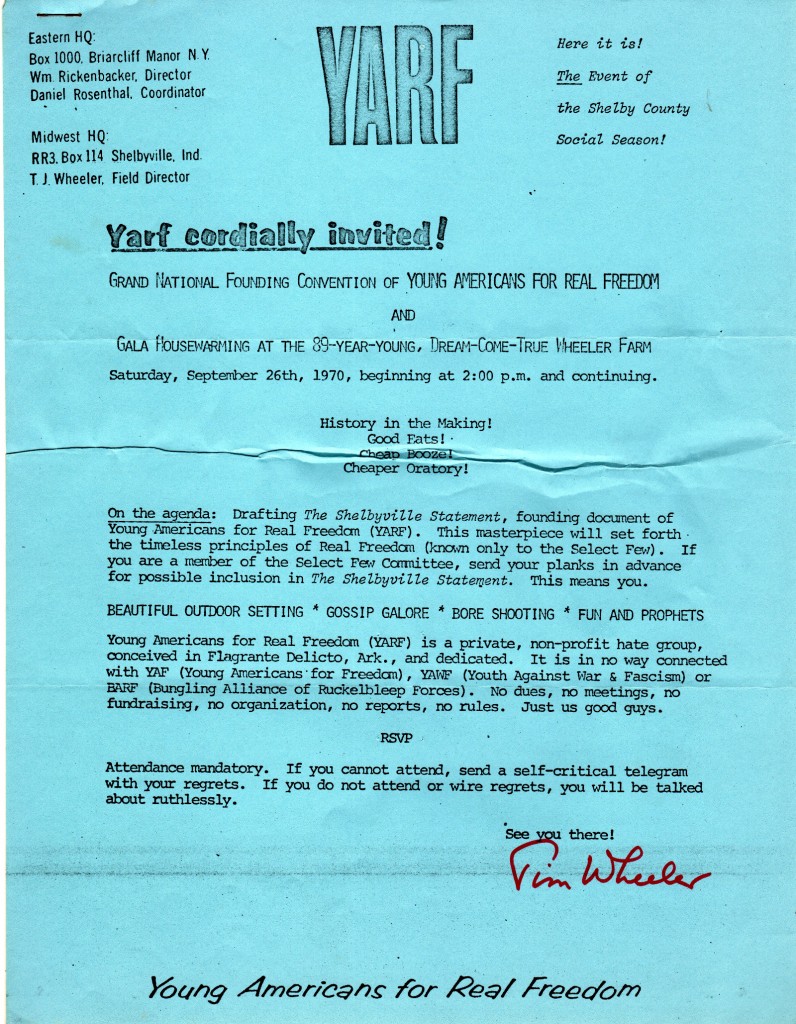 Eastern HQ:
Box 1000, Briarcliff Manor N.Y.
Wm. Rickenbacker, Director
Daniel Rosenthal, Coordinator
Midwest HQ:
RR3, Box 114 Shelbyville, Ind.
T. J. Wheeler, Field Director
YARF
Here it is!
The Event of
the Shelby County
Social Season!
Yarf cordially invited!
GRAND NATIONAL FOUNDING CONVENTION OF YOUNG AMERICANS FOR REAL FREEDOM
AND
GALA HOUSEWARMING AT THE 89-YEAR-YOUNG, DREAM-COME-TRUE WHEELER FARM
Saturday, September 26th, 1970, beginning at 2:00 p.m. and continuing.
History in the Making!
Good Eats!
Cheap Booze!
Cheaper Oratory!
On the agenda: Drafting The Shelbyville Statement, founding document of
Young Americans for Real Freedom (YARF). This masterpiece will set forth
the timeless principles of Real Freedom (known only to the Select Few). If
you are a member of the Select Few Committee, send your planks in advance
for possible inclusion in The Shelbyville Statement. This means you.
BEAUTIFUL OUTDOOR SETTING * GOSSIP GALORE * BORE SHOOTING * FUN AND PROPHETS
Young Americans for Real Freedom (YARF) is a private, non-profit hate group,
conceived in Flagrante Delicto, Ark., and dedicated. It is in no way connected
with YAF (Young Americans for Freedom), YAWF (Youth Against War & Fascism) or
BARF (Bungling Alliance of Ruckelbleep Forces). No dues, no meetings, no
fundraising, no organization, no reports, no rules. Just us good guys.
RSVP
Attendance mandatory. If you cannot attend, send a self-critical telegram
with your regrets. If you do not attend or wire regrets, you will be talked
about ruthlessly.
See you there!
Tim Wheeler
Young Americans for Real Freedom